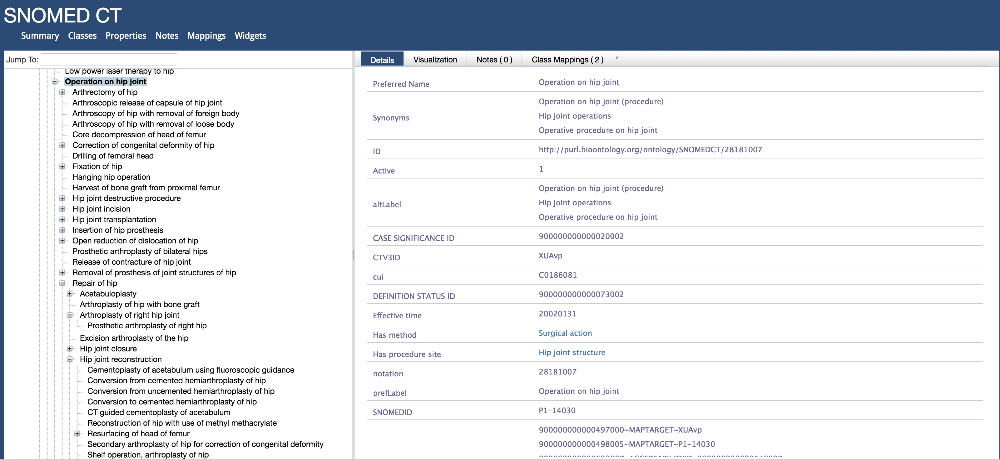 SNOMED CT
Summary Classes Properties Notes Mappings Widgets
Jump To:
Low power laser therapy to hip
Operation on hip joint
Arthrectomy of hip
Arthroscopic release of capsule of hip joint
Arthroscopy of hip with removal of foreign body
Arthroscopy of hip with removal of loose body
Core decompression of head of femur
Correction of congenital deformity of hip
Drilling of femoral head
Fixation of hip
Hanging hip operation
Harvest of bone graft from proximal femur
Hip joint destructive procedure
Hip joint incision
Hip joint transplantation
Insertion of hip prosthesis
Open reduction of dislocation of hip
Prosthetic arthroplasty of bilateral hips
Release of contracture of hip joint
Removal of prosthesis of joint structures of hip
Repair of hip
Acetabuloplasty
Arthroplasty of hip with bone graft
Arthroplasty of right hip joint
Prosthetic arthroplasty of right hip
Excision arthroplasty of the hip
Hip joint closure
Hip joint reconstruction
Cementoplasty of acetabulum using fluoroscopic guidance
Conversion from cemented hemiarthroplasty of hip
Conversion from uncemented hemiarthroplasty of hip
Conversion to cemented hemiarthroplasty of hip
CT guided cementoplasty of acetabulum
Reconstruction of hip with use of methyl methacrylate
Resurfacing of head of femur
Secondary arthroplasty of hip for correction of congenital deformity
Shelf operation, arthroplasty of hip
Details Visualization Notes ( 0 ) Class Mappings ( 2 )
Preferred Name Operation on hip joint
Synonyms
Operation on hip joint (procedure)
Hip joint operations
Operative procedure on hip joint
ID http://purl.bioontology.org/ontology/SNOMEDCT/28181007
Active 1
altLabel
Operation on hip joint (procedure)
Hip joint operations
Operative procedure on hip joint
CASE SIGNIFICANCE ID 900000000000020002
CTV3ID XUAvp
cui C0186081
DEFINITION STATUS ID 900000000000073002
Effective time 20020131
Has method Surgical action
Has procedure site Hip joint structure
notation 28181007
prefLabel Operation on hip joint
SNOMEDID P1-14030
900000000000497000~MAPTARGET~XUAvp
900000000000498005~MAPTARGET~P1-14030